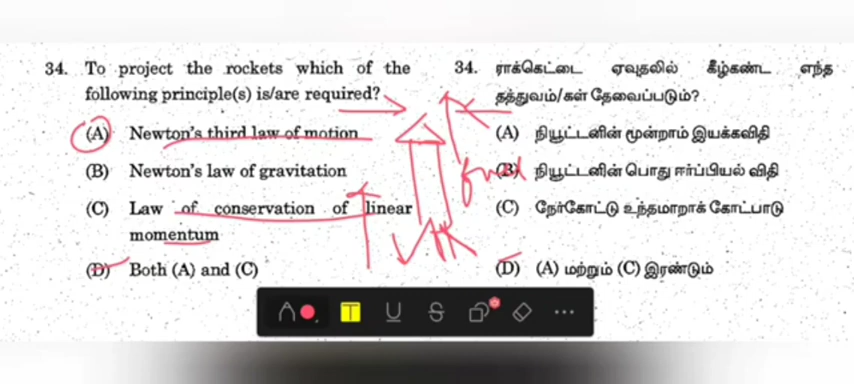 34. To project the rockets which of the
following principle(s) is/are required?
(A) Newton's third law of motion
(B) Newton's law of gravitation
(C) Law of conservation of linear
momentum
(D) Both (A) and (C)
34. ராக்கெட்டை ஏவுதலில் கீழ்கண்ட எந்த
தத்துவம்/கள் தேவைப்படும்?
(A) நியூட்டனின் மூன்றாம் இயக்கவிதி
(B) நியூட்டனின் பொது ஈர்ப்பியல் விதி
(C) நேர்கோட்டு உந்தமாறாக் கோட்பாடு
(D) (A) மற்றும் (C) இரண்டும்
T U S